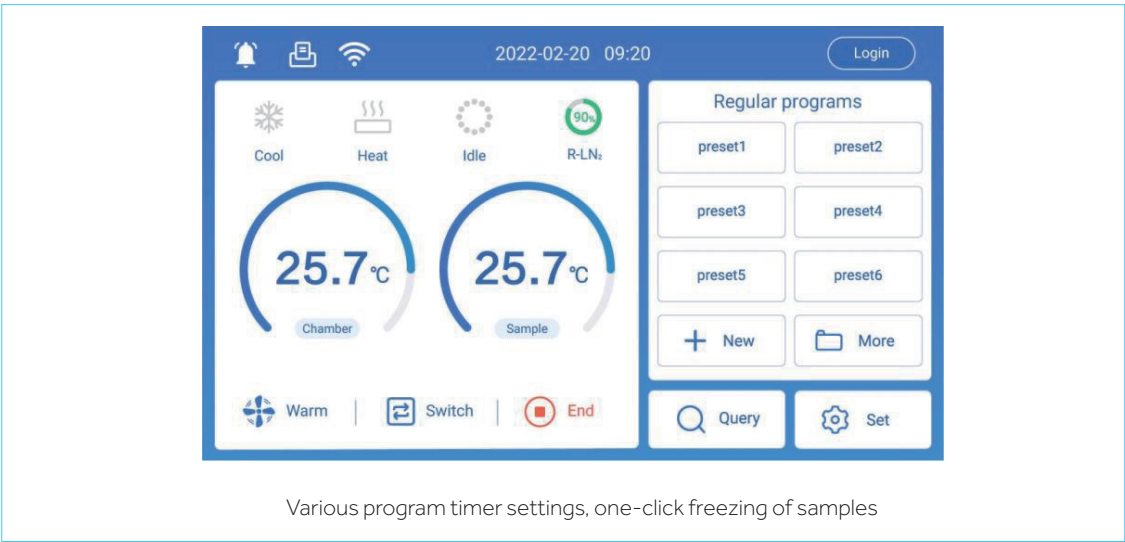 2022-02-20 09:20
Login
Cool
Heat
Idle
90%
R-LN₂
25.7℃
Chamber
25.7℃
Sample
Warm
Switch
End
Regular programs
preset1
preset2
preset3
preset4
preset5
preset6
New
More
Query
Set
Various program timer settings, one-click freezing of samples